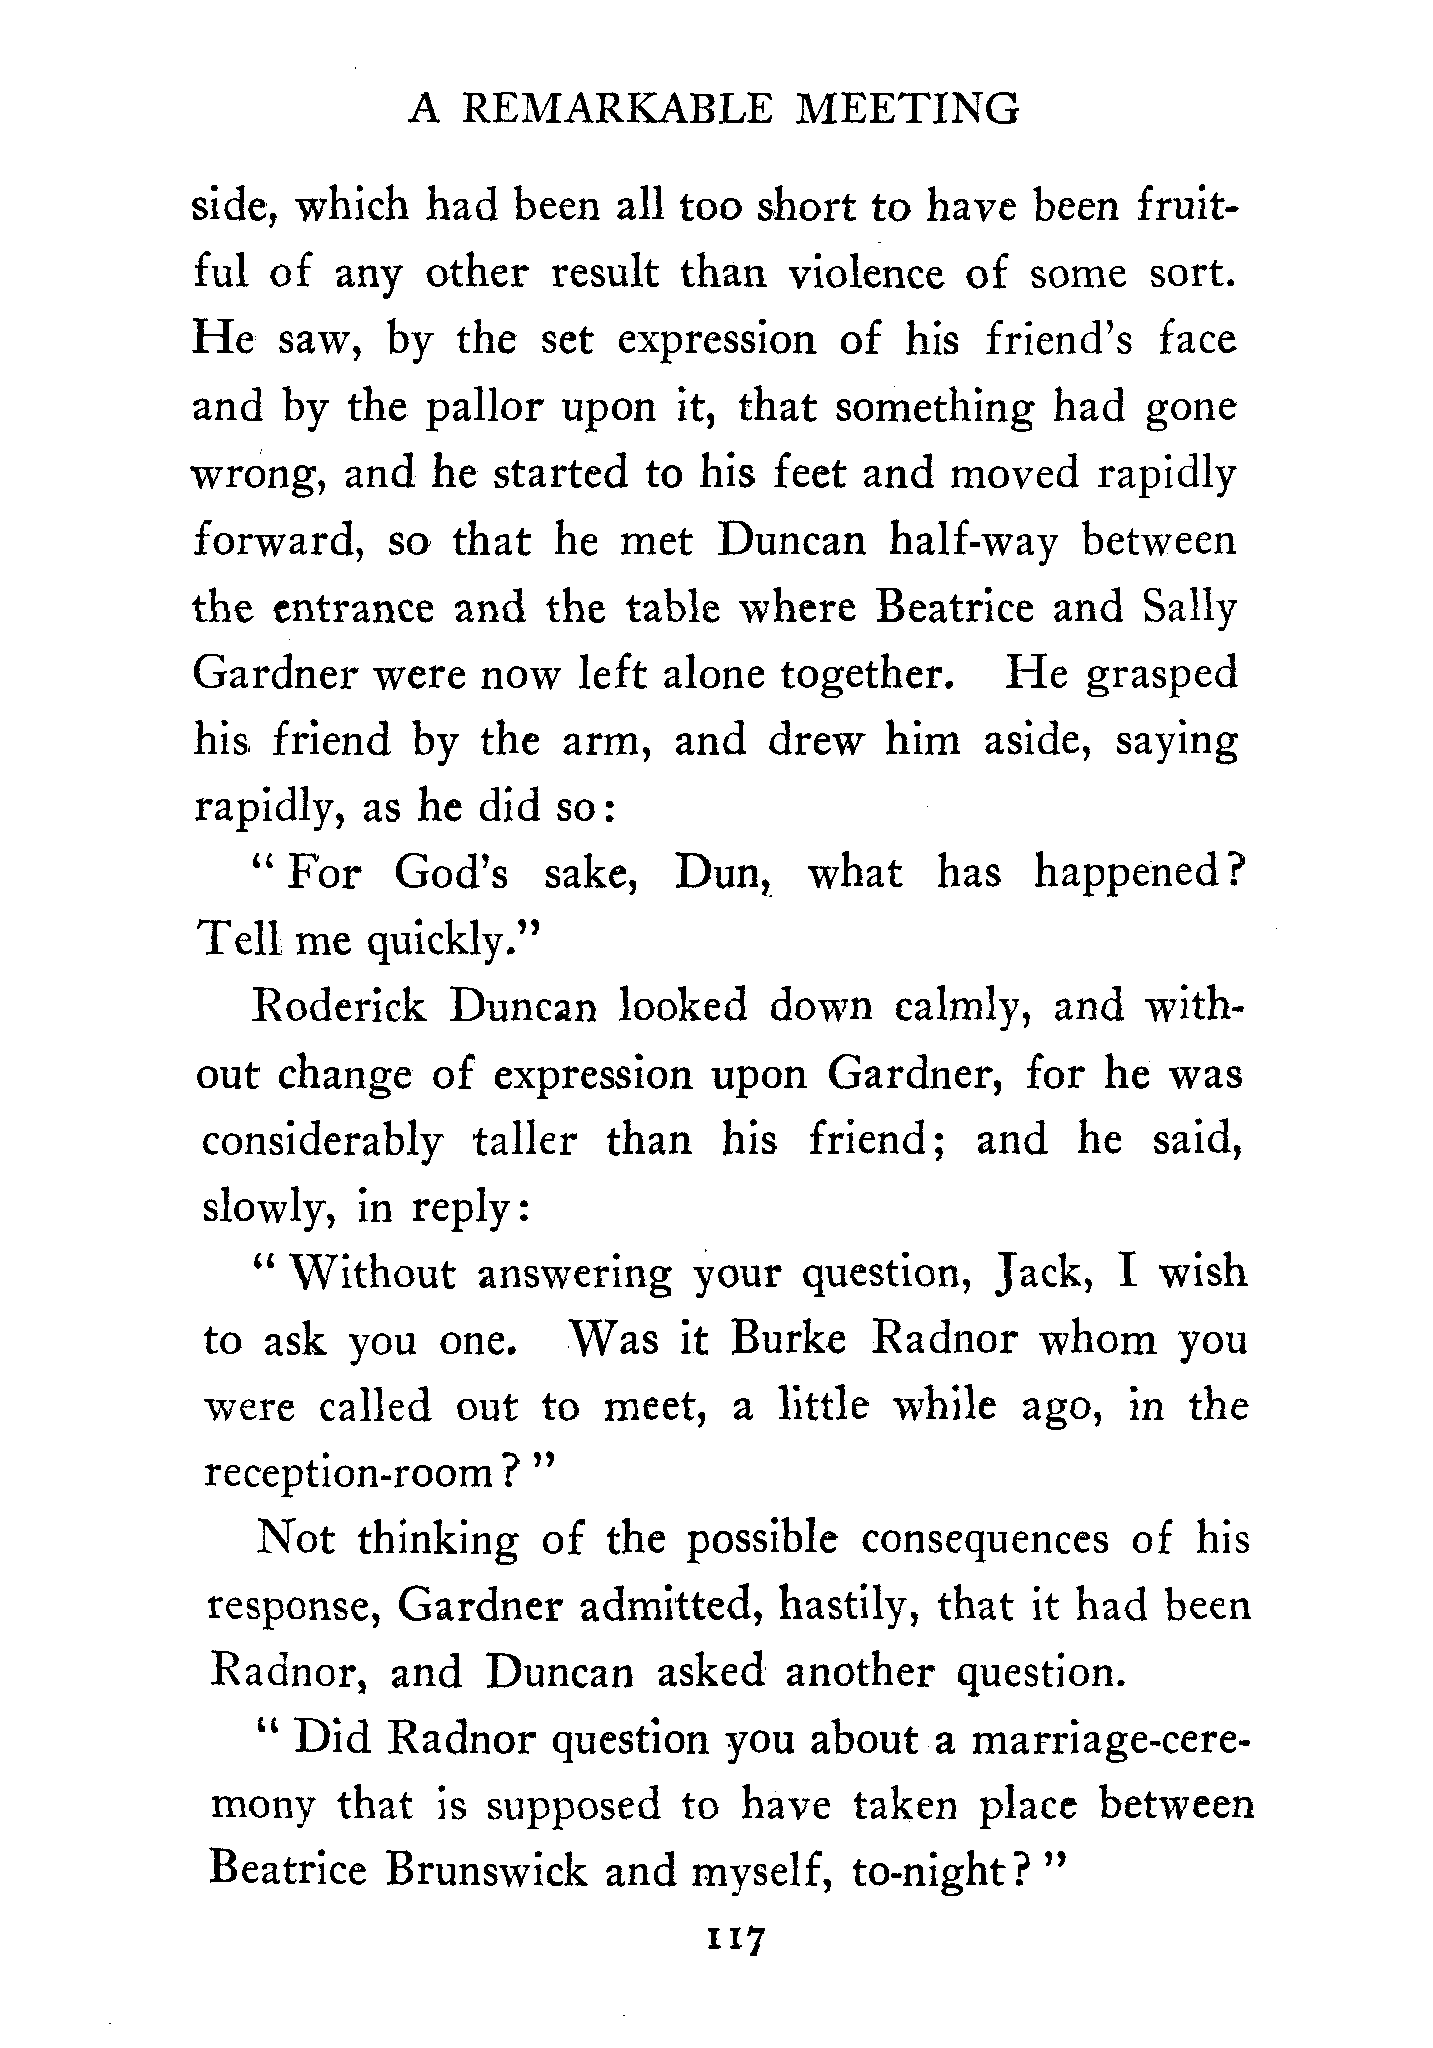 A REMARKABLE MEETING
side, which had been all too short to have been fruit-
ful of any other result than violence of some sort.
He saw, by the set expression of his friend's face
and by the pallor upon it, that something had gone
wrong, and he started to his feet and moved rapidly
forward, so that he met Duncan half-way between
the entrance and the table where Beatrice and Sally
Gardner were now left alone together. He grasped
his friend by the arm, and drew him aside, saying
rapidly, as he did so:
"For God's sake, Dun, what has happened?
Tell me quickly."
Roderick Duncan looked down calmly, and with-
out change of expression upon Gardner, for he was
considerably taller than his friend; and he said,
slowly, in reply:
"Without answering your question, Jack, I wish
to ask you one. Was it Burke Radnor whom you
were called out to meet, a little while ago, in the
reception-room?"
Not thinking of the possible consequences of his
response, Gardner admitted, hastily, that it had been
Radnor, and Duncan asked another question.
"Did Radnor question you about a marriage-cere-
mony that is supposed to have taken place between
Beatrice Brunswick and myself, to-night?"
117